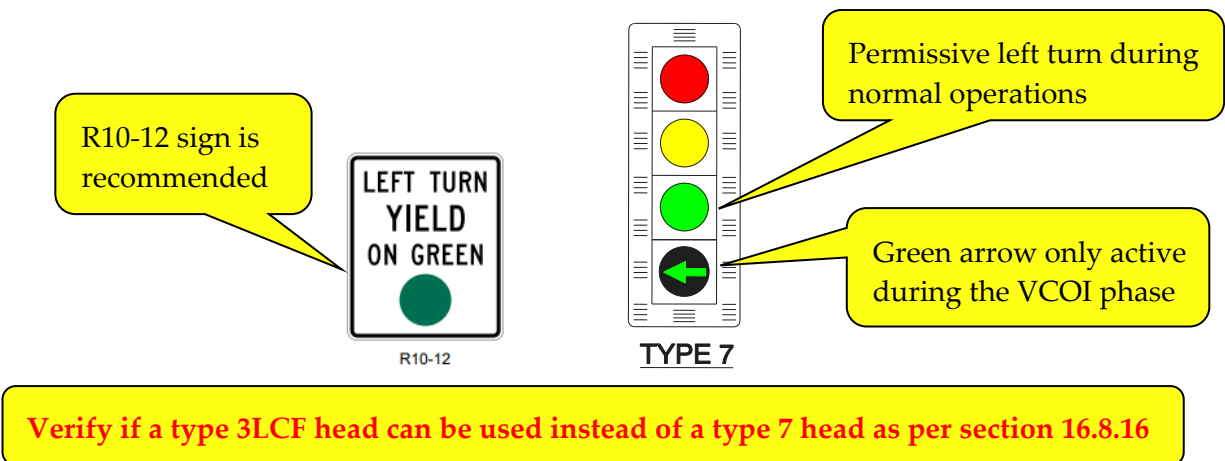 Permissive left turn during
normal operations
R10-12 sign is
recommended
LEFT TURN
YIELD
ON GREEN
R10-12
Green arrow only active
during the VCOI phase
TYPE 7
Verify if a type 3LCF head can be used instead of a type 7 head as per section 16.8.16